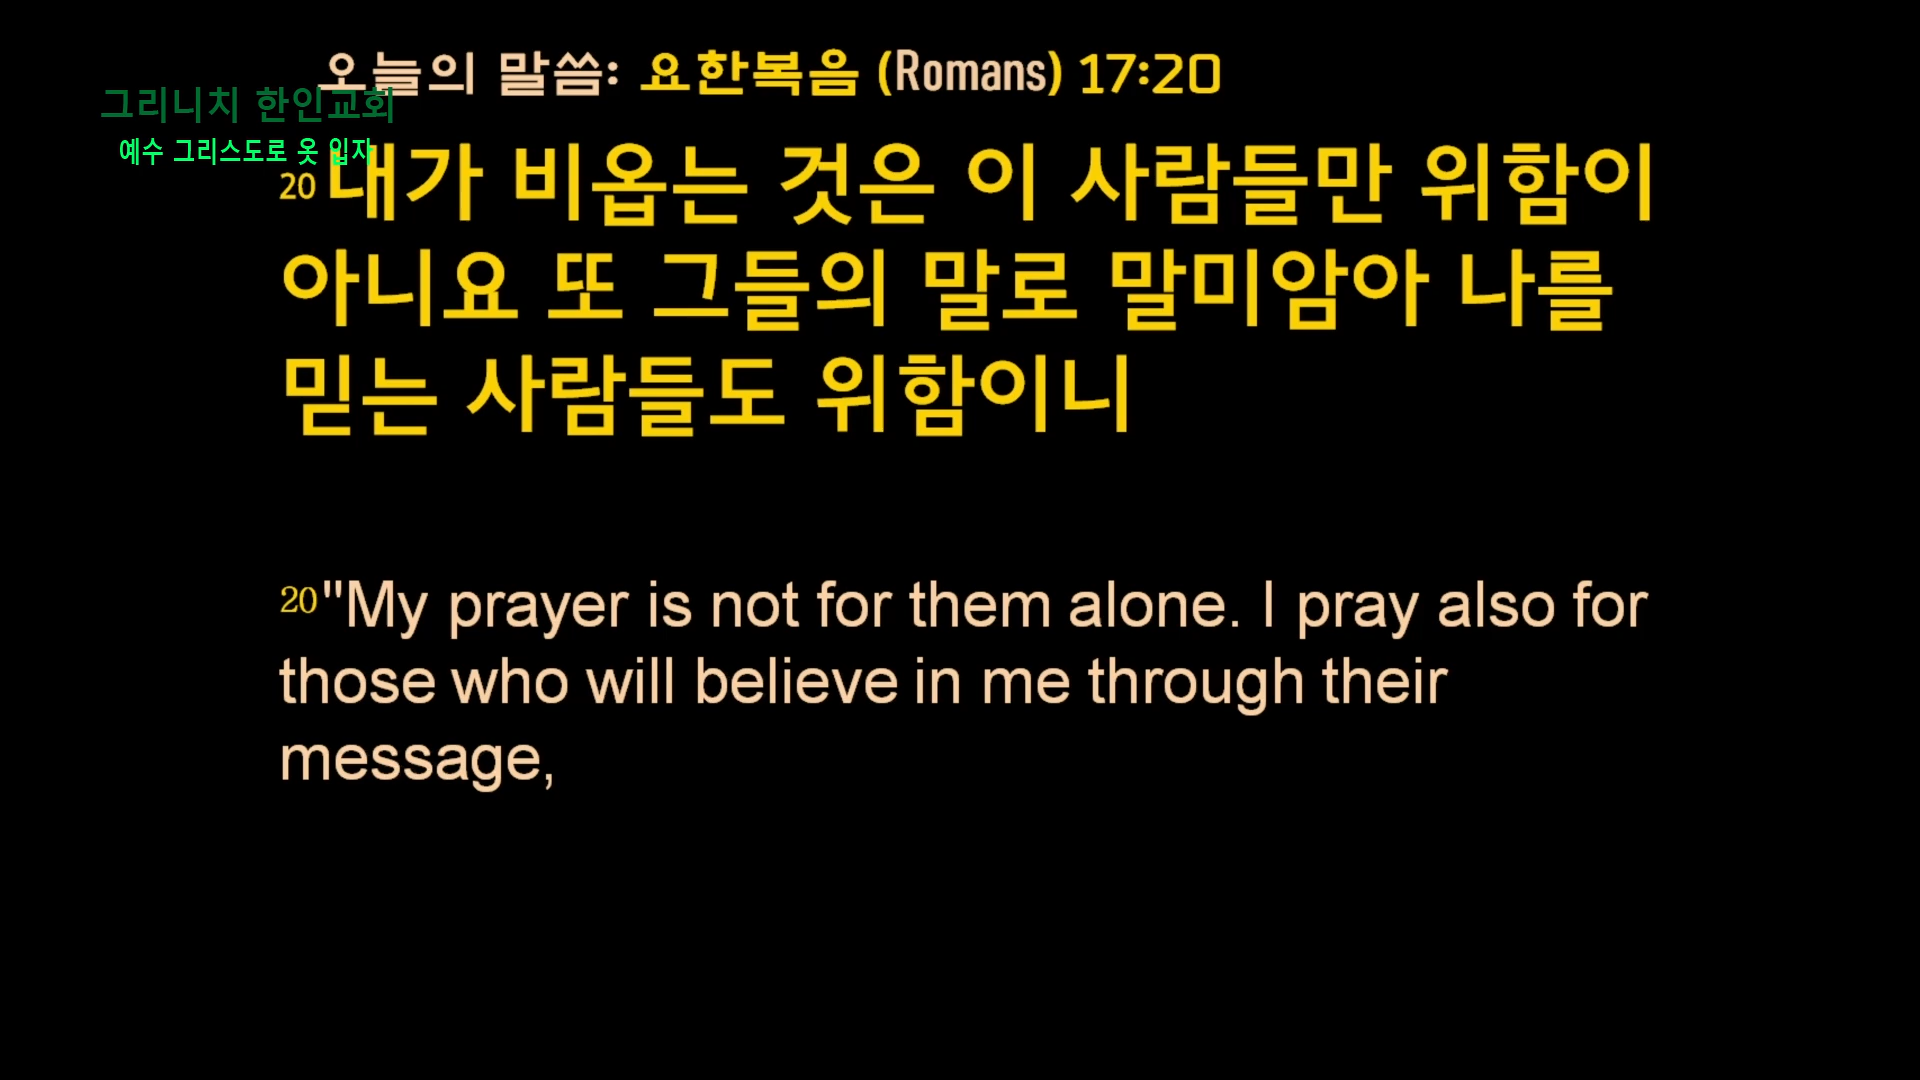 오늘의 말씀: 요한복음 (Romans) 17:20
그리니치 한인교회
예수 그리스도로 옷 입자
20 내가 비옵는 것은 이 사람들만 위함이
아니요 또 그들의 말로 말미암아 나를
믿는 사람들도 위함이니
20 "My prayer is not for them alone. I pray also for
those who will believe in me through their
message,